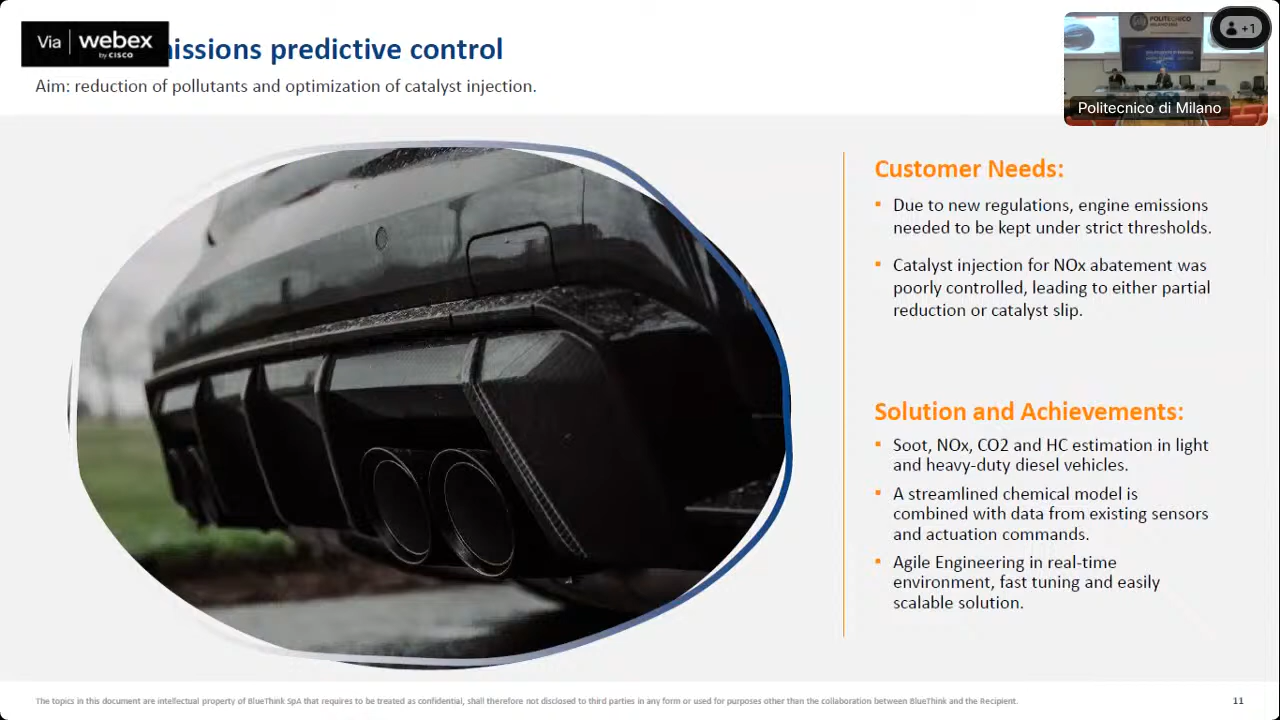 Via webex
by CISCO
issions predictive control
Aim: reduction of pollutants and optimization of catalyst injection.
POLITECNICO
+1
Politecnico di Milano
Customer Needs:
Due to new regulations, engine emissions
needed to be kept under strict thresholds.
Catalyst injection for NOx abatement was
poorly controlled, leading to either partial
reduction or catalyst slip.
Solution and Achievements:
Soot, NOx, CO2 and HC estimation in light
and heavy-duty diesel vehicles.
A streamlined chemical model is
combined with data from existing sensors
and actuation commands.
Agile Engineering in real-time
environment, fast tuning and easily
scalable solution.
The topics in this document are intellectual property of BlueThink SpA that requires to be treated as confidential, shall therefore not disclosed to third parties in any form or used for purposes other than the collaboration between BlueThink and the Recipient.
11